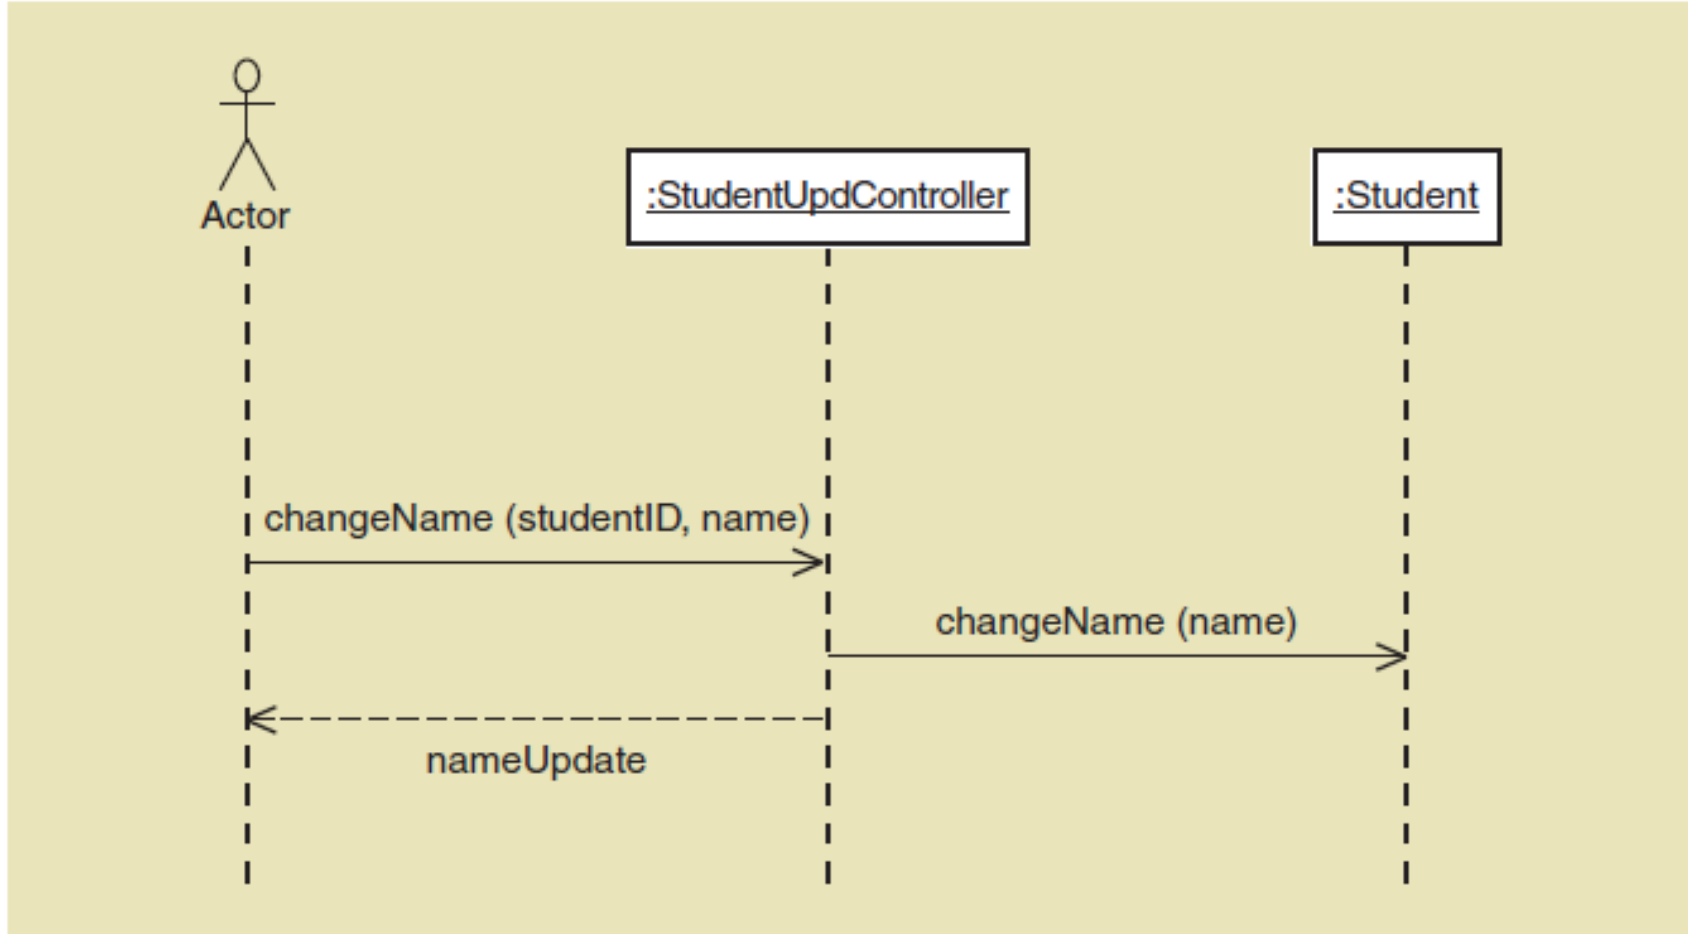 :StudentUpdController
:Student
Actor
changeName (studentID, name)
changeName (name)
nameUpdate